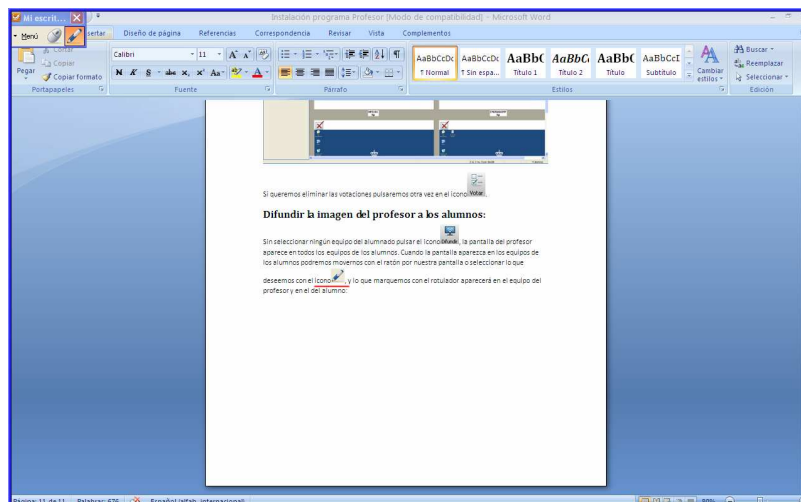 Mi escrit...
Instalación programa Profesor [Modo de compatibilidad] - Microsoft Word
Menú
sertar
Diseño de página
Referencias
Correspondencia
Revisar
Vista
Complementos
Cortar
Copiar
Copiar formato
Pegar
Portapapeles
Calibri
11
N K S abc x, x² Aa
Fuente
Párrafo
AaBbCcDc
¶ Normal
AaBbCcDc
¶ Sin espa...
AaBbC
Título 1
AaBbC
Título 2
AaBbC
Título
AaBbCcI
Subtítulo
Cambiar estilos
Estilos
Buscar
Reemplazar
Seleccionar
Edición
Si queremos eliminar las votaciones pulsaremos otra vez en el icono Votar.
Difundir la imagen del profesor a los alumnos:
Sin seleccionar ningún equipo del alumnado pulsar el icono Difundir, la pantalla del profesor
aparece en todos los equipos de los alumnos. Cuando la pantalla aparezca en los equipos de
los alumnos podremos movernos con el ratón por nuestra pantalla o seleccionar lo que
deseemos con el icono, y lo que marquemos con el rotulador aparecerá en el equipo del
profesor y en el del alumno:
Página: 11 de 11
Palabras: 676
Español (alfab. internacional)
80%